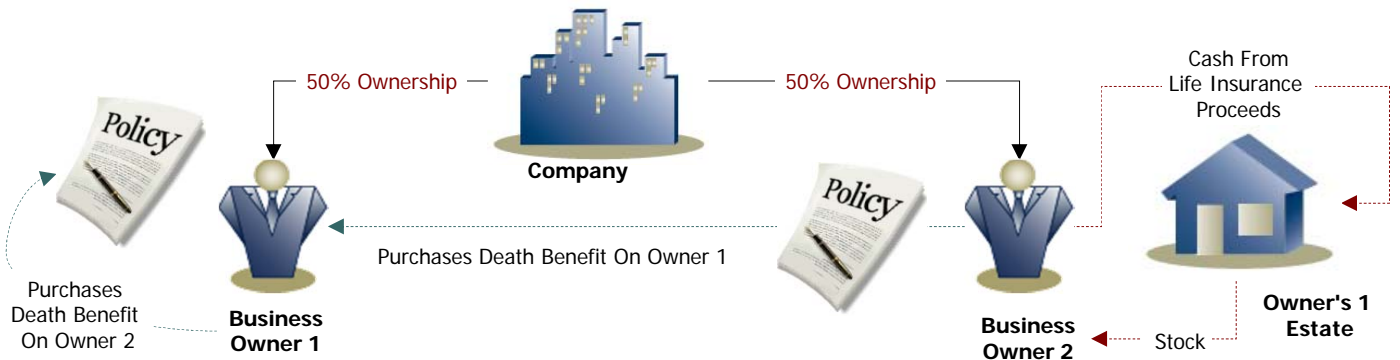 50% Ownership
50% Ownership
Cash From
Life Insurance
Proceeds
Policy
Company
Policy
Purchases Death Benefit On Owner 1
Purchases
Death Benefit
On Owner 2
Business
Owner 1
Business
Owner 2
Stock
Owner's 1
Estate